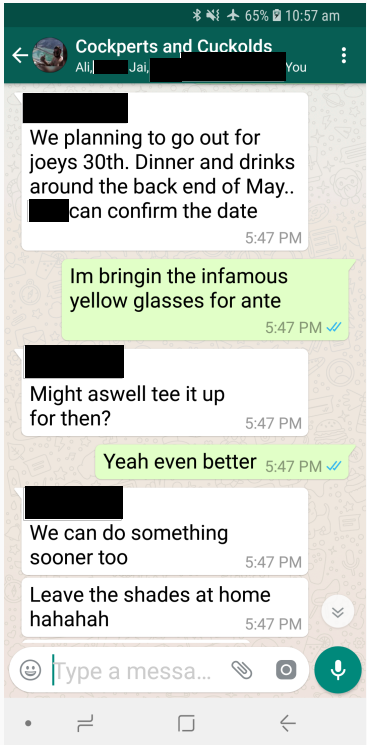 65% 10:57 am
Cockperts and Cuckolds
Ali, Jai, You
We planning to go out for
joeys 30th. Dinner and drinks
around the back end of May..
can confirm the date
5:47 PM
Im bringin the infamous
yellow glasses for ante
5:47 PM
Might aswell tee it up
for then?
5:47 PM
Yeah even better 5:47 PM
We can do something
sooner too
5:47 PM
Leave the shades at home
hahahah
5:47 PM
Type a messa...